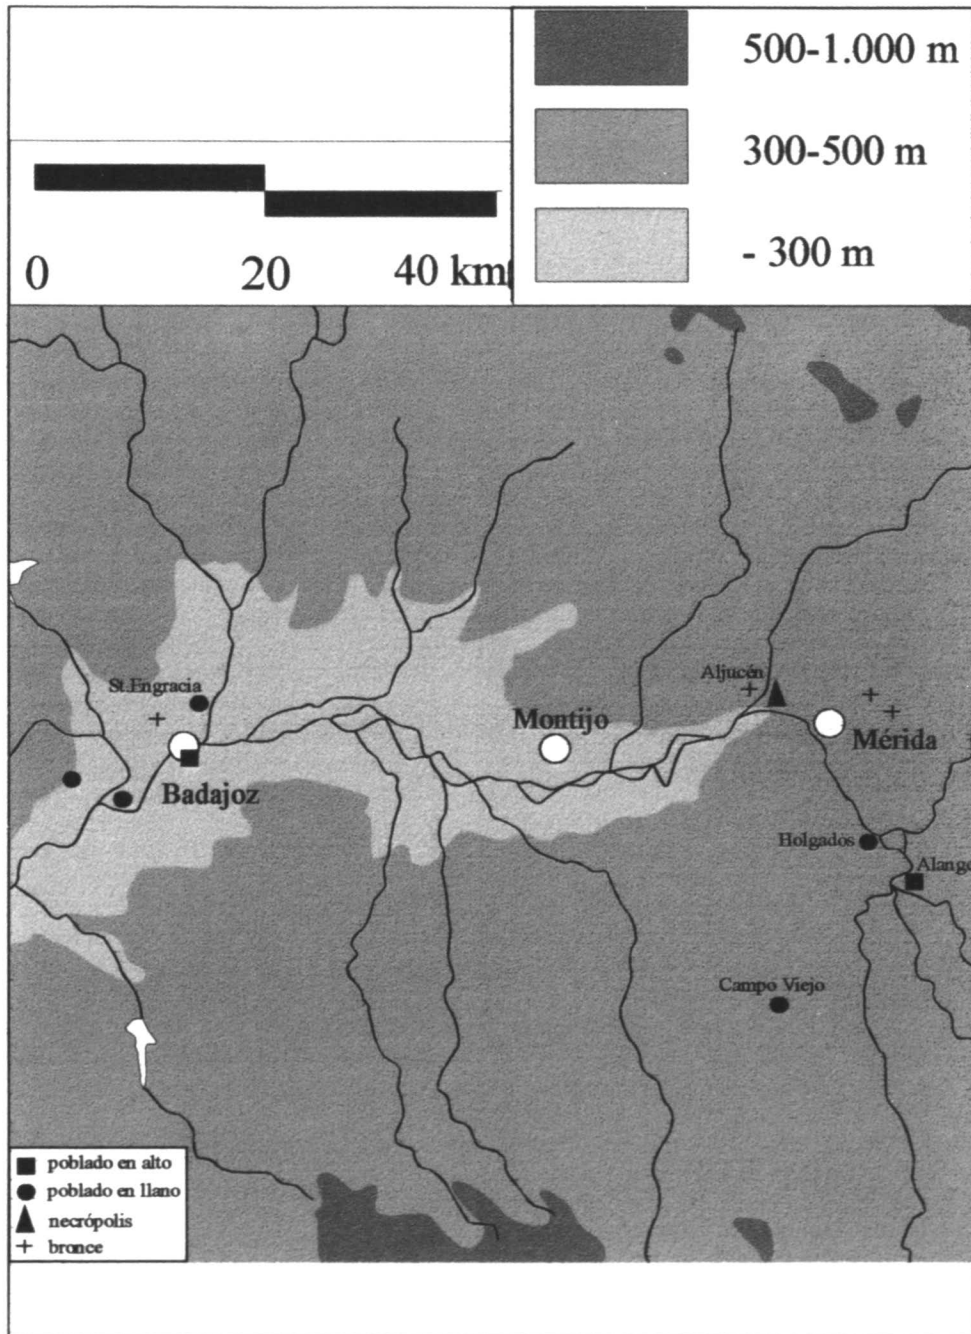 500-1.000 m
300-500 m
- 300 m
0 20 40 km
Aljucén
St.Engracia
Montijo
Mérida
Badajoz
Holgados
Alange
Campo Viejo
poblado en alto
poblado en llano
necrópolis
bronce